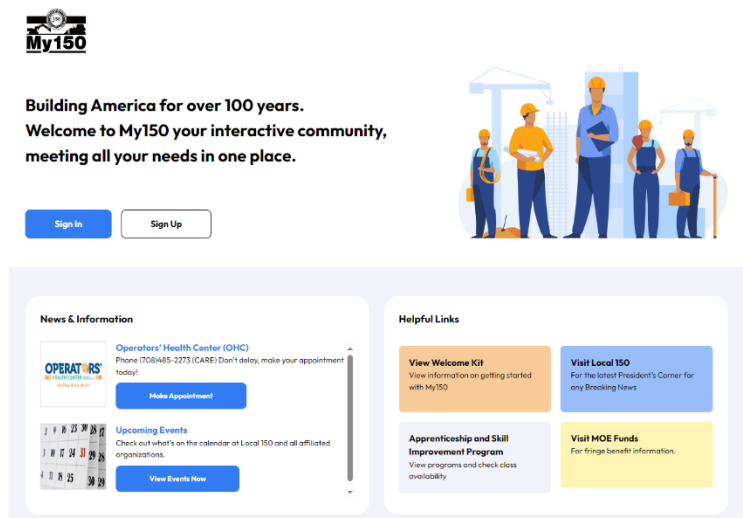 My150
Building America for over 100 years.
Welcome to My150 your interactive community,
meeting all your needs in one place.
Sign In
Sign Up
News & Information
OPERATORS'
HEALTH CENTER
Operators' Health Center (OHC)
Phone (708)485-2273 (CARE) Don't delay, make your appointment
today!
Make Appointment
Upcoming Events
Check out what's on the calendar at Local 150 and all affiliated
organizations.
View Events Now
Helpful Links
View Welcome Kit
View information on getting started
with My150
Visit Local 150
For the latest President's Corner for
any Breaking News
Apprenticeship and Skill
Improvement Program
View programs and check class
availability
Visit MOE Funds
For fringe benefit information.